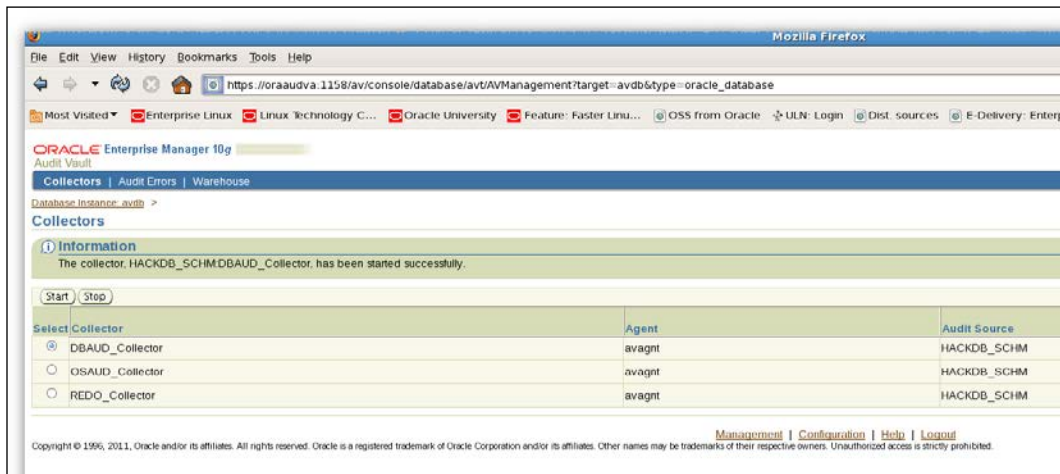 Mozilla Firefox
File Edit View History Bookmarks Tools Help
https://oraaudva:1158/av/console/database/avt/AVManagement?target=avdb&type=oracle_database
Most Visited Enterprise Linux Linux Technology C... Oracle University Feature: Faster Linu... OSS from Oracle ULN: Login Dist. sources E-Delivery: Enterp
ORACLE Enterprise Manager 10g
Audit Vault
Collectors | Audit Errors | Warehouse
Database Instance: avdb >
Collectors
Information
The collector, HACKDB_SCHM:DBAUD_Collector, has been started successfully.
Start Stop
Select Collector Agent Audit Source
DBAUD_Collector avagnt HACKDB_SCHM
OSAUD_Collector avagnt HACKDB_SCHM
REDO_Collector avagnt HACKDB_SCHM
Management | Configuration | Help | Logout
Copyright © 1996, 2011, Oracle and/or its affiliates. All rights reserved. Oracle is a registered trademark of Oracle Corporation and/or its affiliates. Other names may be trademarks of their respective owners. Unauthorized access is strictly prohibited.